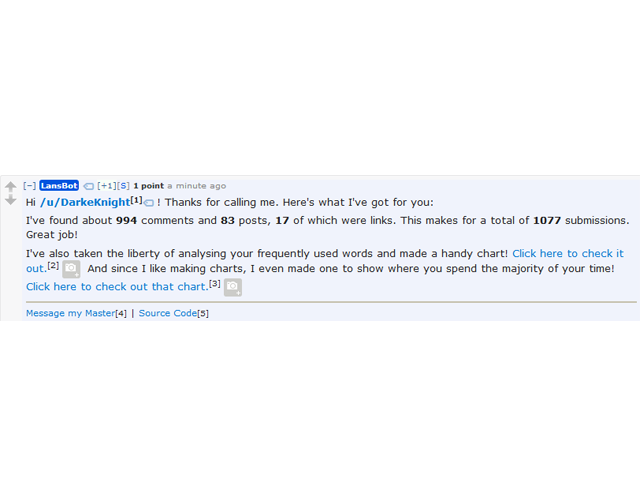 [−] LansBot [+1][S] 1 point a minute ago
Hi /u/DarkeKnight[1] ! Thanks for calling me. Here's what I've got for you:
I've found about 994 comments and 83 posts, 17 of which were links. This makes for a total of 1077 submissions.
Great job!
I've also taken the liberty of analysing your frequently used words and made a handy chart! Click here to check it
out.[2] And since I like making charts, I even made one to show where you spend the majority of your time!
Click here to check out that chart.[3]
Message my Master[4] | Source Code[5]